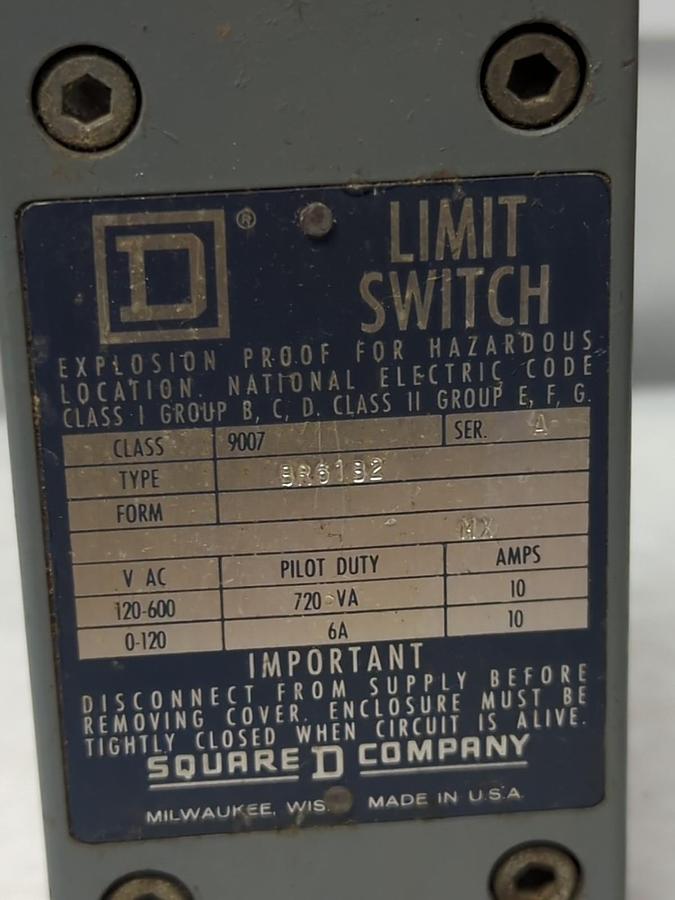 D ®
LIMIT
SWITCH
EXPLOSION PROOF FOR HAZARDOUS
LOCATION. NATIONAL ELECTRIC CODE
CLASS I GROUP B, C, D. CLASS II GROUP E, F, G.
CLASS 9007 SER. A
TYPE BR61B2
FORM
MX
V AC PILOT DUTY AMPS
120-600 720 VA 10
0-120 6A 10
IMPORTANT
DISCONNECT FROM SUPPLY BEFORE
REMOVING COVER. ENCLOSURE MUST BE
TIGHTLY CLOSED WHEN CIRCUIT IS ALIVE.
SQUARE D COMPANY
MILWAUKEE, WIS. MADE IN U.S.A.